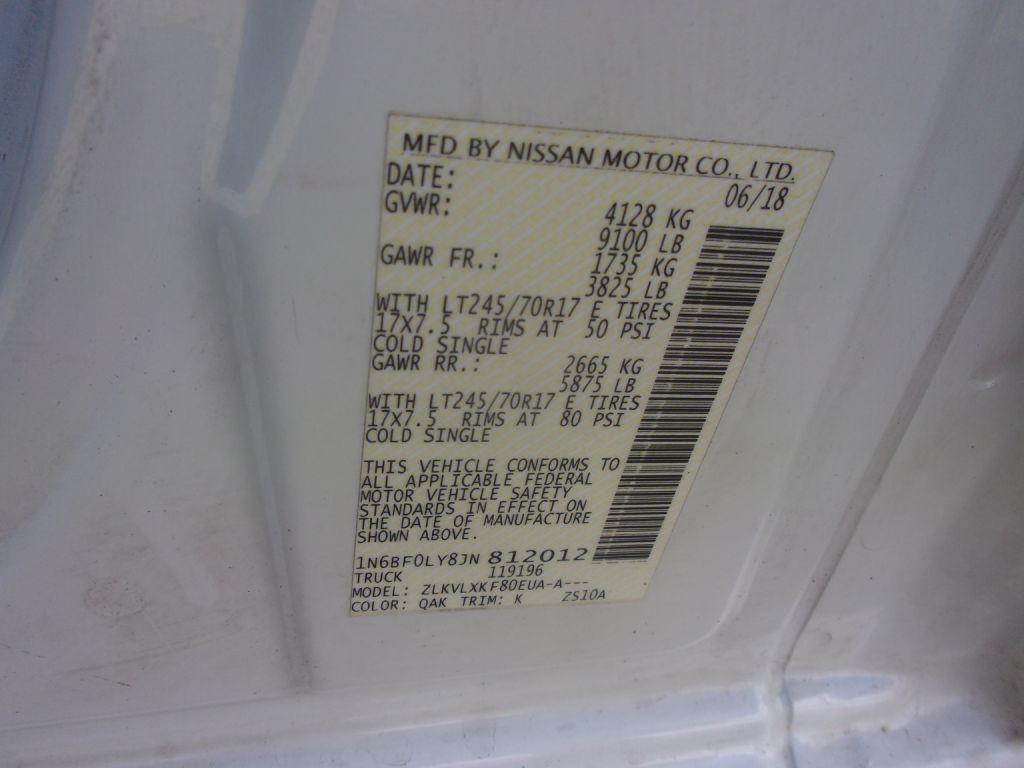 MFD BY NISSAN MOTOR CO., LTD.
DATE: 06/18
GVWR: 4128 KG
9100 LB
GAWR FR.: 1735 KG
3825 LB
WITH LT245/70R17 E TIRES
17X7.5 RIMS AT 50 PSI
COLD SINGLE
GAWR RR.: 2665 KG
5875 LB
WITH LT245/70R17 E TIRES
17X7.5 RIMS AT 80 PSI
COLD SINGLE
THIS VEHICLE CONFORMS TO
ALL APPLICABLE FEDERAL
MOTOR VEHICLE SAFETY
STANDARDS IN EFFECT ON
THE DATE OF MANUFACTURE
SHOWN ABOVE.
1N6BF0LY8JN 812012
TRUCK 119196
MODEL: ZLKVLXKF80EUA-A---
COLOR: QAK TRIM: K ZS10A